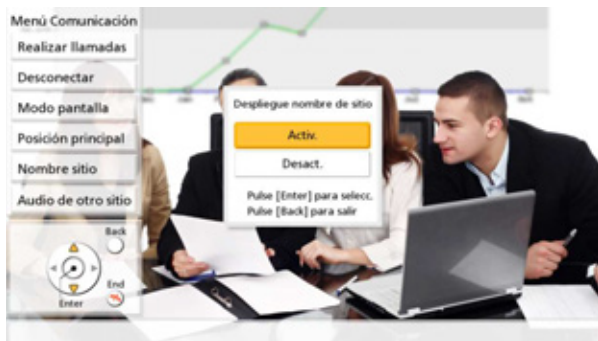 Menú Comunicación
Realizar llamadas
Desconectar
Modo pantalla
Posición principal
Nombre sitio
Audio de otro sitio
Back
End
Enter
Despliegue nombre de sitio
Activ.
Desact.
Pulse [Enter] para selecc.
Pulse [Back] para salir